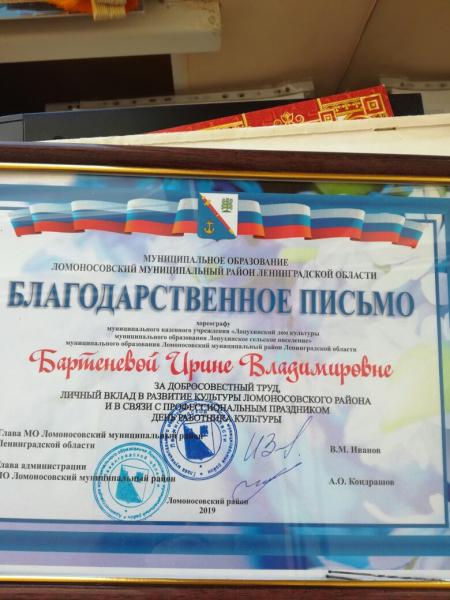 МУНИЦИПАЛЬНОЕ ОБРАЗОВАНИЕ
ЛОМОНОСОВСКИЙ МУНИЦИПАЛЬНЫЙ РАЙОН ЛЕНИНГРАДСКОЙ ОБЛАСТИ
БЛАГОДАРСТВЕННОЕ ПИСЬМО
хореографу
муниципального казенного учреждения «Лопухинский дом культуры
муниципального образования Лопухинское сельское поселение»
муниципального образования Ломоносовский муниципальный район Ленинградской области
Бартеневой Ирине Владимировне
ЗА ДОБРОСОВЕСТНЫЙ ТРУД,
ЛИЧНЫЙ ВКЛАД В РАЗВИТИЕ КУЛЬТУРЫ ЛОМОНОСОВСКОГО РАЙОНА
И В СВЯЗИ С ПРОФЕССИОНАЛЬНЫМ ПРАЗДНИКОМ
ДЕНЬ РАБОТНИКА КУЛЬТУРЫ
Глава МО Ломоносовский муниципальный район
Ленинградской области
В.М. Иванов
Глава администрации
МО Ломоносовский муниципальный район
А.О. Кондрашов
Ломоносовский район
2019